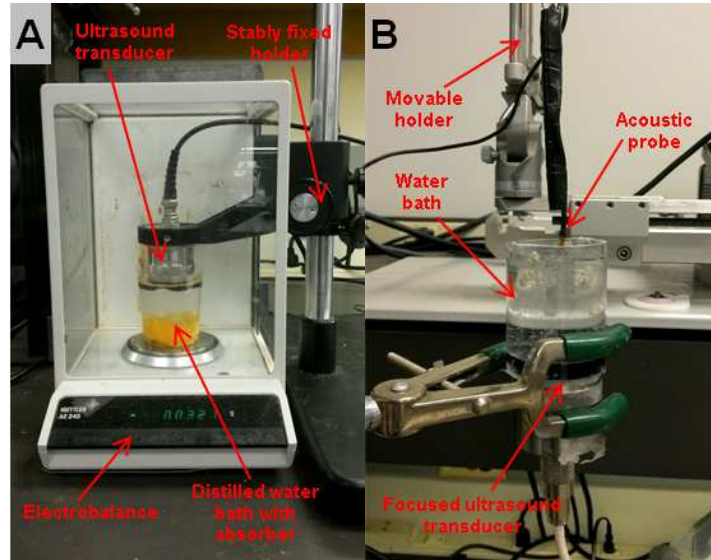 A
Ultrasound
transducer
Stably fixed
holder
METTLER
AE 240
Electrobalance
Distilled water
bath with
absorber
B
Movable
holder
Acoustic
probe
Water
bath
Focused ultrasound
transducer